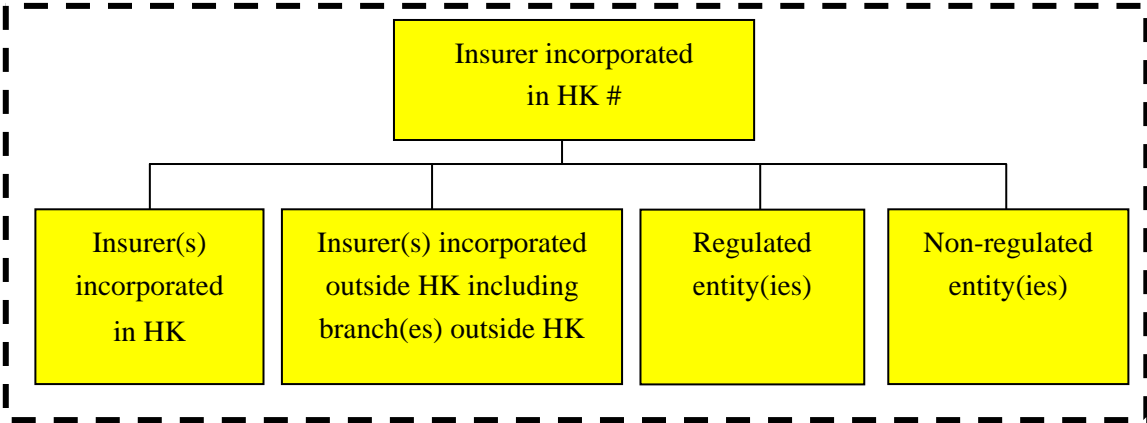 Insurer incorporated
in HK #
Insurer(s)
incorporated
in HK
Insurer(s) incorporated
outside HK including
branch(es) outside HK
Regulated
entity(ies)
Non-regulated
entity(ies)